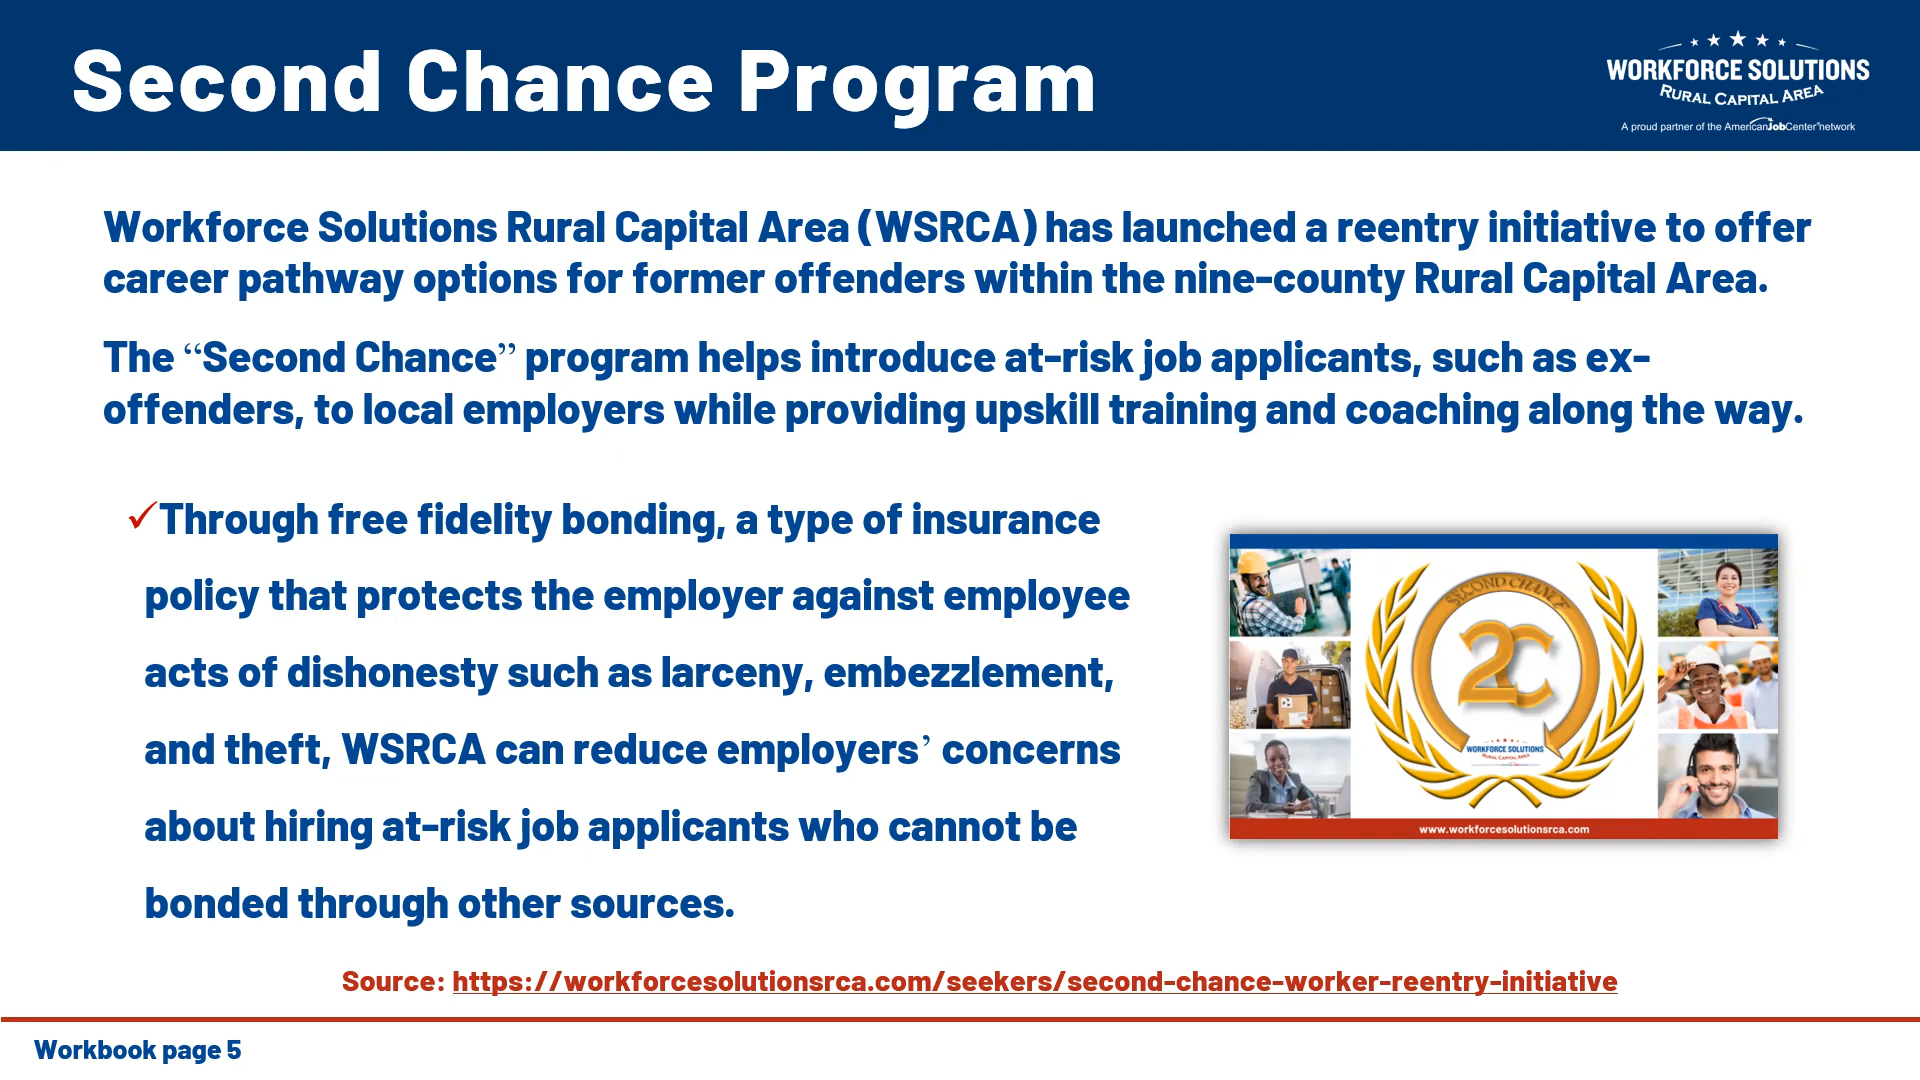 Second Chance Program
WORKFORCE SOLUTIONS
RURAL CAPITAL AREA
A proud partner of the AmericanJobCenter®network
Workforce Solutions Rural Capital Area (WSRCA) has launched a reentry initiative to offer
career pathway options for former offenders within the nine-county Rural Capital Area.
The “Second Chance” program helps introduce at-risk job applicants, such as ex-
offenders, to local employers while providing upskill training and coaching along the way.
✓Through free fidelity bonding, a type of insurance
policy that protects the employer against employee
acts of dishonesty such as larceny, embezzlement,
and theft, WSRCA can reduce employers’ concerns
about hiring at-risk job applicants who cannot be
bonded through other sources.
SECOND CHANCE
2C
WORKFORCE SOLUTIONS
RURAL CAPITAL AREA
www.workforcesolutionsrca.com
Source: https://workforcesolutionsrca.com/seekers/second-chance-worker-reentry-initiative
Workbook page 5